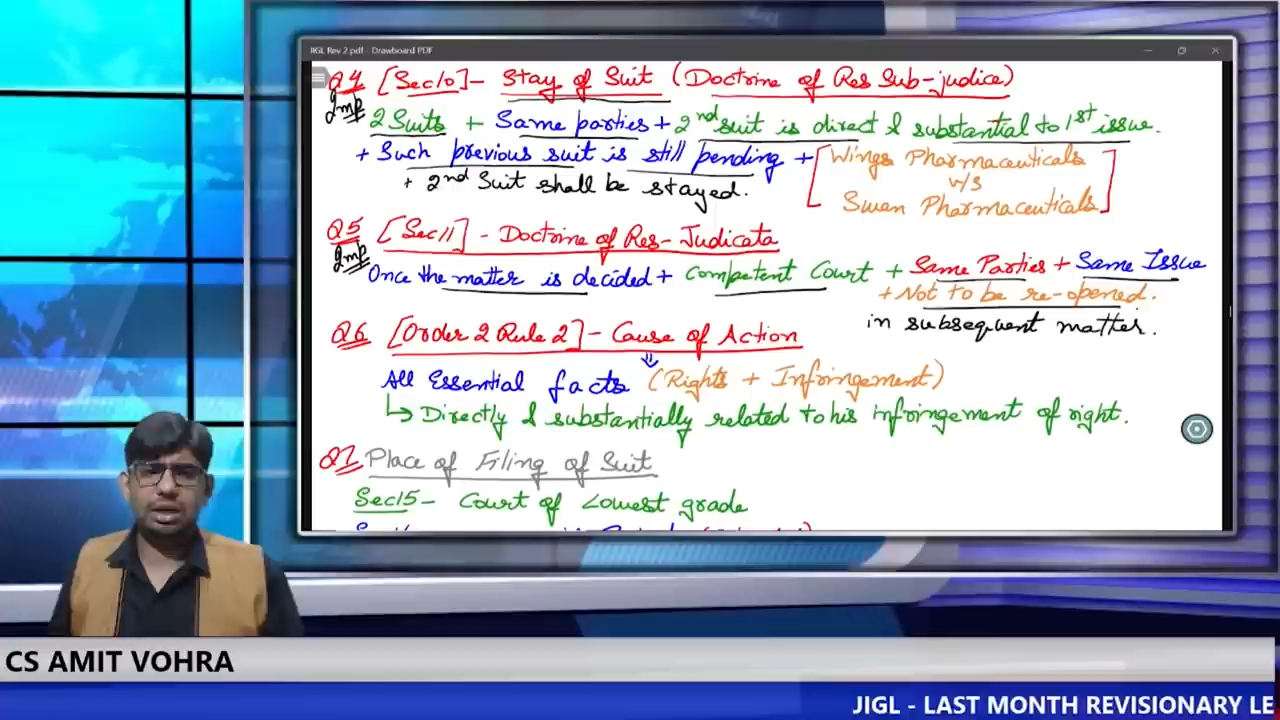 JIGL Rev 2.pdf - Drawboard PDF
Q4 [Sec10] - Stay of Suit (Doctrine of Res Sub-judice)
Imp
2 Suits + Same parties + 2nd suit is direct & substantial to 1st issue.
+ Such previous suit is still pending + [Wings Pharmaceuticals
v/s
+ 2nd Suit shall be stayed. Swan Pharmaceuticals]
Q5 [Sec11] - Doctrine of Res-Judicata
Imp
Once the matter is decided + Competent Court + Same Parties + Same Issue
+ Not to be re-opened.
in subsequent matter.
Q6 [Order 2 Rule 2] - Cause of Action
All Essential facts (Rights + Infringement)
↳ Directly & substantially related to his infringement of right.
Q7 Place of Filing of Suit
Sec15 - Court of Lowest grade
CS AMIT VOHRA
JIGL - LAST MONTH REVISIONARY LE